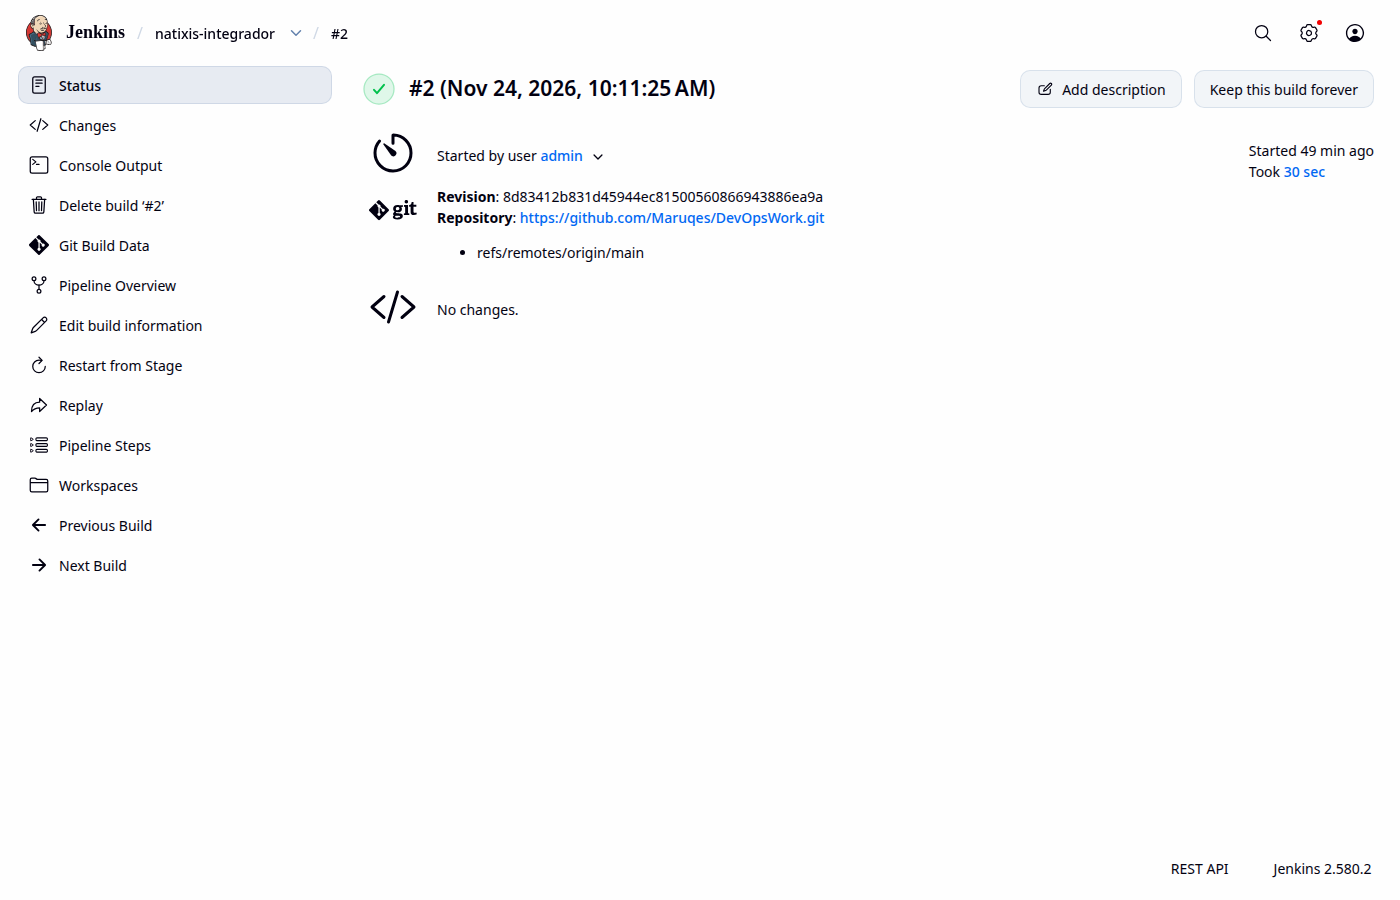 Jenkins / natixis-integrador / #2
Status
Changes
Console Output
Delete build ‘#2’
Git Build Data
Pipeline Overview
Edit build information
Restart from Stage
Replay
Pipeline Steps
Workspaces
Previous Build
Next Build
#2 (Nov 24, 2026, 10:11:25 AM)
Add description
Keep this build forever
Started by user admin
Started 49 min ago
Took 30 sec
git
Revision: 8d83412b831d45944ec81500560866943886ea9a
Repository: https://github.com/Maruqes/DevOpsWork.git
• refs/remotes/origin/main
No changes.
REST API
Jenkins 2.580.2